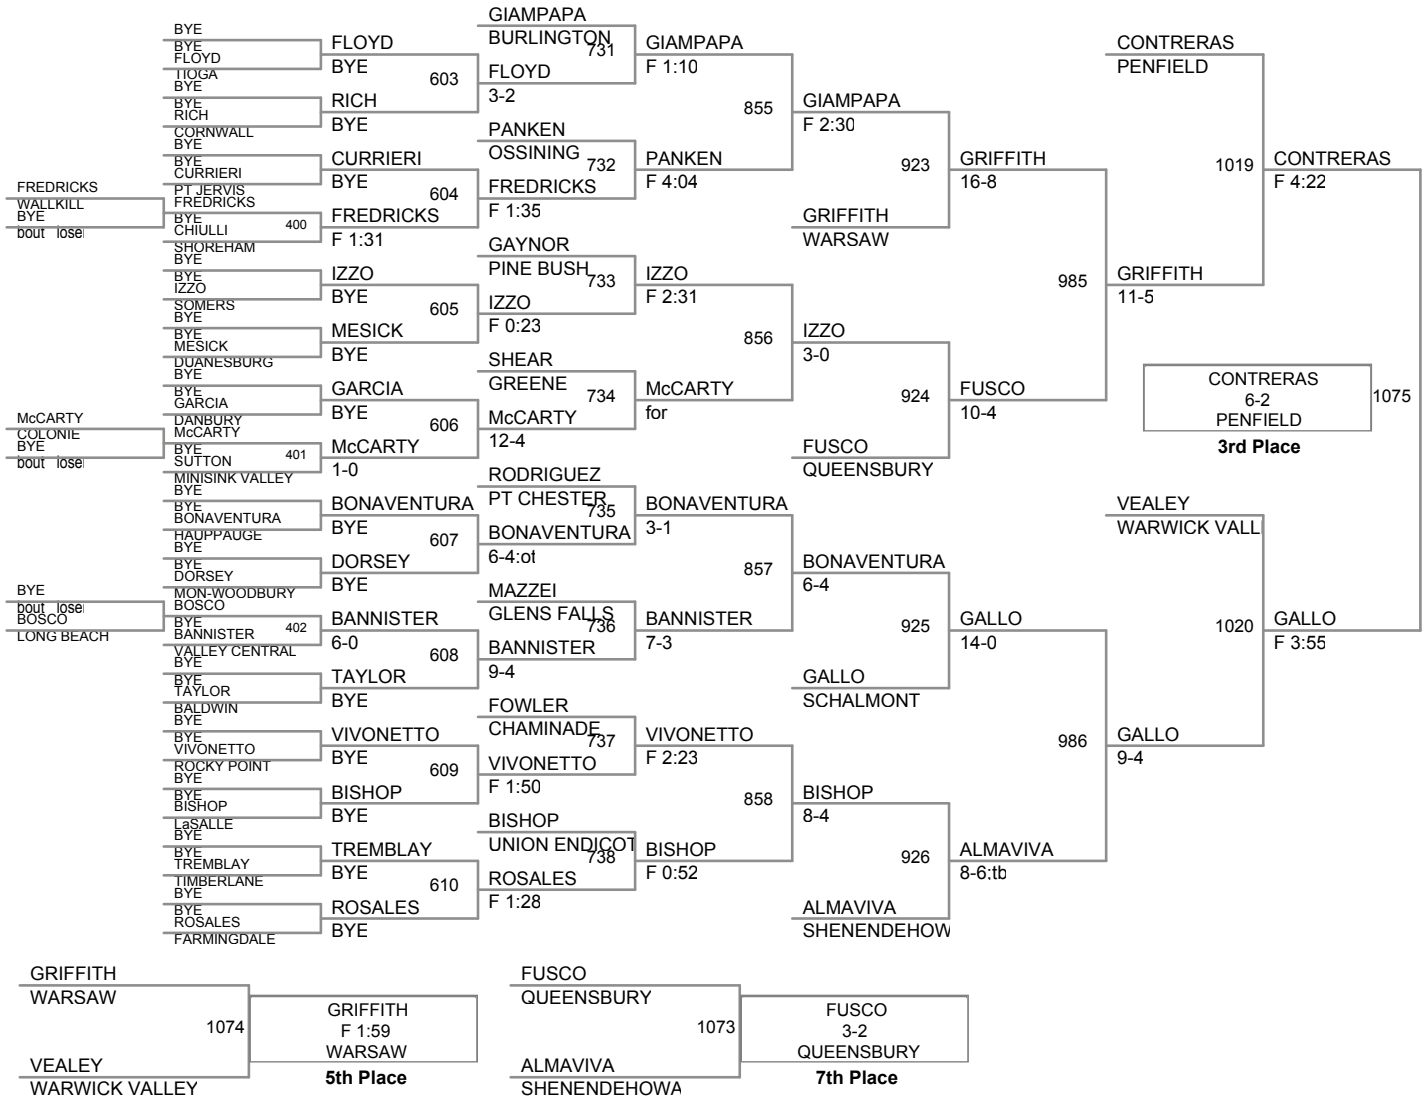 FREDRICKS
WALLKILL
BYE
bout loser
McCARTY
COLONIE
BYE
bout loser
BYE
bout loser
BOSCO
LONG BEACH
BYE
BYE
FLOYD
TIOGA
BYE
BYE
RICH
CORNWALL
BYE
BYE
CURRIERI
PT JERVIS
FREDRICKS
BYE
CHIULLI
400
SHOREHAM
BYE
BYE
IZZO
SOMERS
BYE
BYE
MESICK
DUANESBURG
BYE
BYE
GARCIA
DANBURY
McCARTY
BYE
SUTTON
401
MINISINK VALLEY
BYE
BYE
BONAVENTURA
HAUPPAUGE
BYE
BYE
DORSEY
MON-WOODBURY
BOSCO
BYE
BANNISTER
402
VALLEY CENTRAL
BYE
BYE
TAYLOR
BALDWIN
BYE
BYE
VIVONETTO
ROCKY POINT
BYE
BYE
BISHOP
LaSALLE
BYE
BYE
TREMBLAY
TIMBERLANE
BYE
BYE
ROSALES
FARMINGDALE
FLOYD
BYE
603
RICH
BYE
CURRIERI
BYE
604
FREDRICKS
F 1:31
IZZO
BYE
605
MESICK
BYE
GARCIA
BYE
606
McCARTY
1-0
BONAVENTURA
BYE
607
DORSEY
BYE
BANNISTER
6-0
608
TAYLOR
BYE
VIVONETTO
BYE
609
BISHOP
BYE
TREMBLAY
BYE
610
ROSALES
BYE
GIAMPAPA
BURLINGTON
731
FLOYD
3-2
PANKEN
OSSINING
732
FREDRICKS
F 1:35
GAYNOR
PINE BUSH
733
IZZO
F 0:23
SHEAR
GREENE
734
McCARTY
12-4
RODRIGUEZ
PT CHESTER
735
BONAVENTURA
6-4:ot
MAZZEI
GLENS FALLS
736
BANNISTER
9-4
FOWLER
CHAMINADE
737
VIVONETTO
F 1:50
BISHOP
UNION ENDICOT
738
ROSALES
F 1:28
GIAMPAPA
F 1:10
855
PANKEN
F 4:04
IZZO
F 2:31
856
McCARTY
for
BONAVENTURA
3-1
857
BANNISTER
7-3
VIVONETTO
F 2:23
858
BISHOP
F 0:52
GIAMPAPA
F 2:30
923
GRIFFITH
WARSAW
IZZO
3-0
924
FUSCO
QUEENSBURY
BONAVENTURA
6-4
925
GALLO
SCHALMONT
BISHOP
8-4
926
ALMAVIVA
SHENENDEHOW
GRIFFITH
16-8
985
FUSCO
10-4
GALLO
14-0
986
ALMAVIVA
8-6:tb
CONTRERAS
PENFIELD
1019
GRIFFITH
11-5
VEALEY
WARWICK VALL
1020
GALLO
9-4
CONTRERAS
F 4:22
GALLO
F 3:55
CONTRERAS
6-2
PENFIELD
1075
3rd Place
GRIFFITH
WARSAW
1074
VEALEY
WARWICK VALLEY
GRIFFITH
F 1:59
WARSAW
5th Place
FUSCO
QUEENSBURY
1073
ALMAVIVA
SHENENDEHOWA
FUSCO
3-2
QUEENSBURY
7th Place